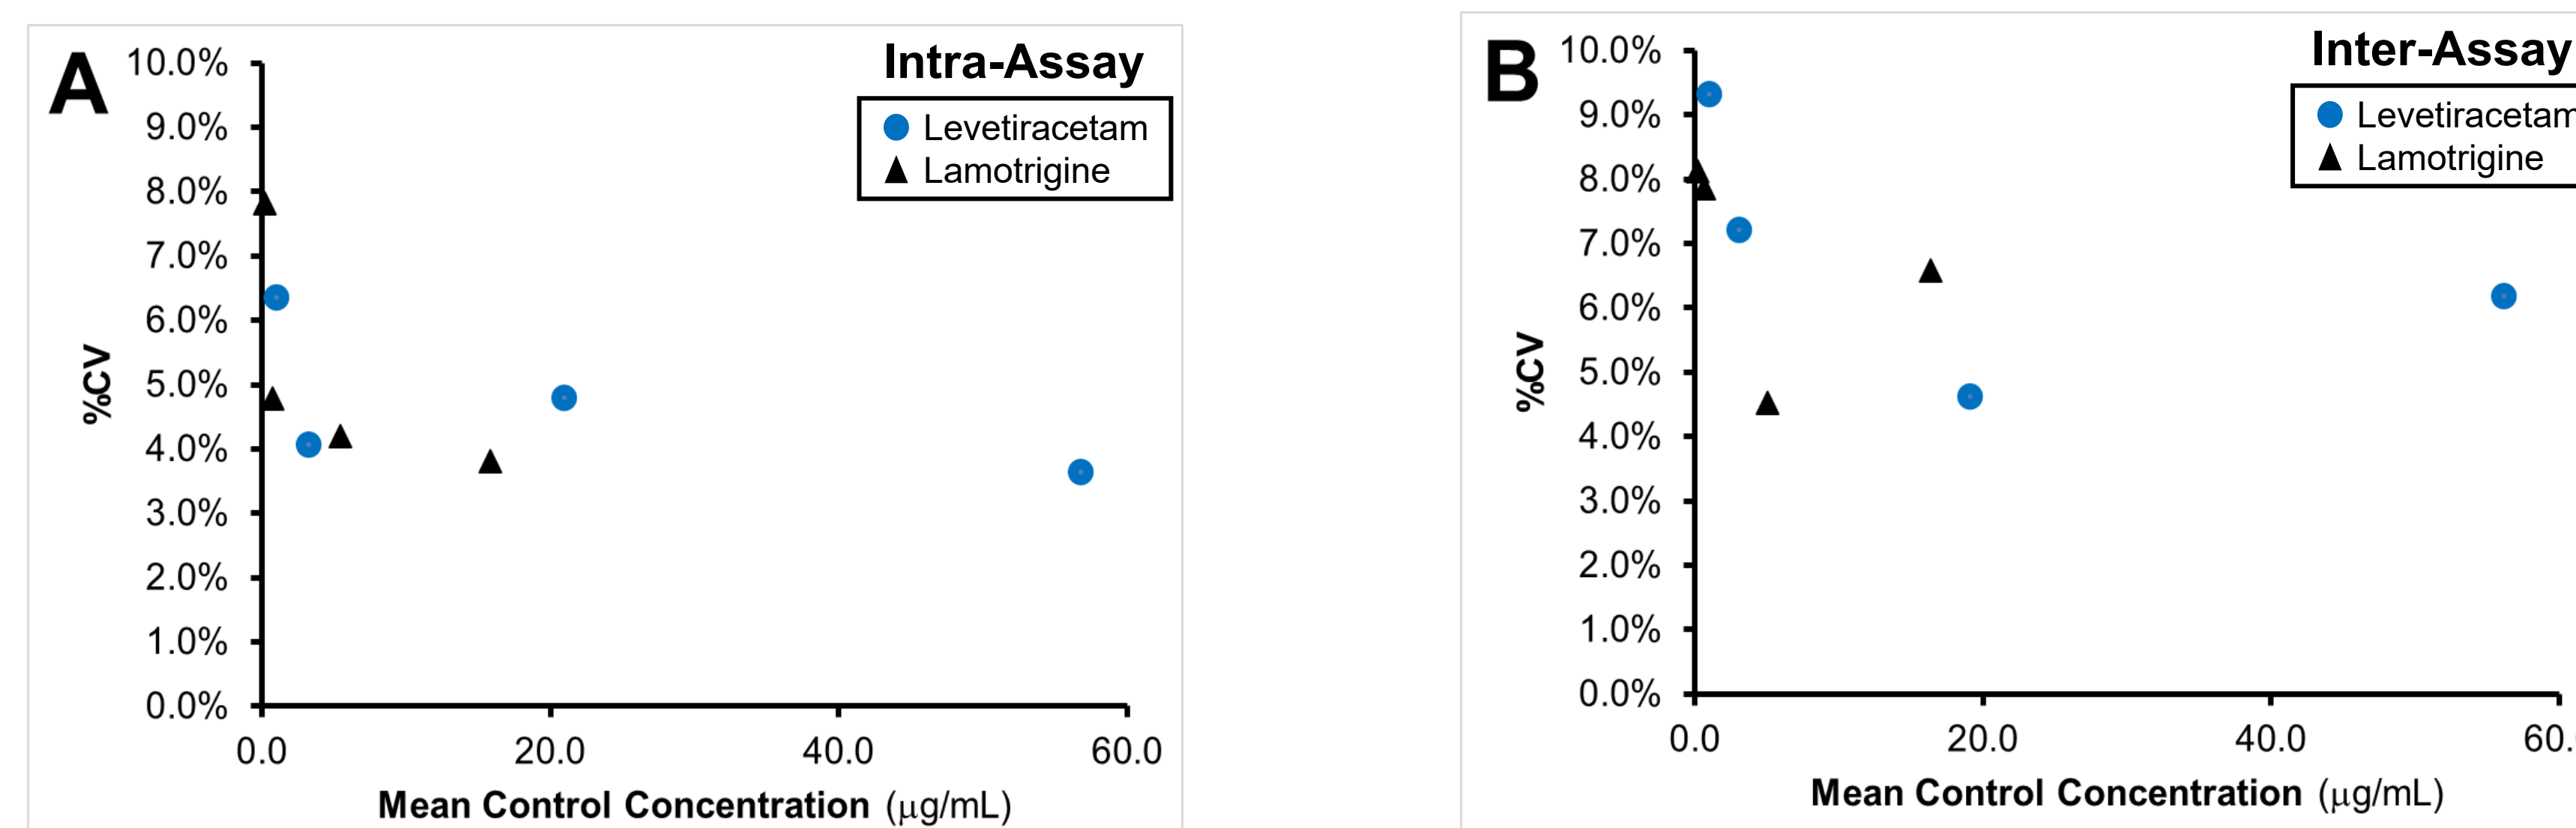 A
Intra-Assay
Levetiracetam
Lamotrigine
10.0%
9.0%
8.0%
7.0%
6.0%
5.0%
4.0%
3.0%
2.0%
1.0%
0.0%
%CV
0.0 20.0 40.0 60.0
Mean Control Concentration (μg/mL)
B
Inter-Assay
Levetiracetam
Lamotrigine
10.0%
9.0%
8.0%
7.0%
6.0%
5.0%
4.0%
3.0%
2.0%
1.0%
0.0%
%CV
0.0 20.0 40.0 60.
Mean Control Concentration (μg/mL)